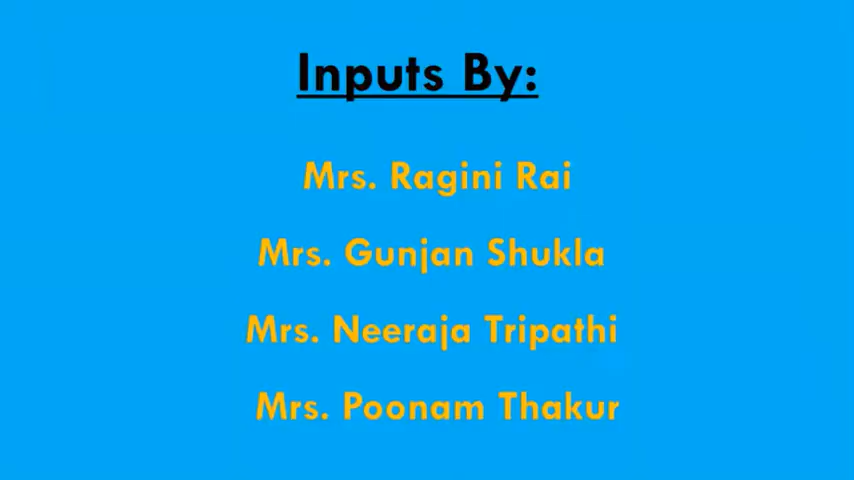 Inputs By:
Mrs. Ragini Rai
Mrs. Gunjan Shukla
Mrs. Neeraja Tripathi
Mrs. Poonam Thakur